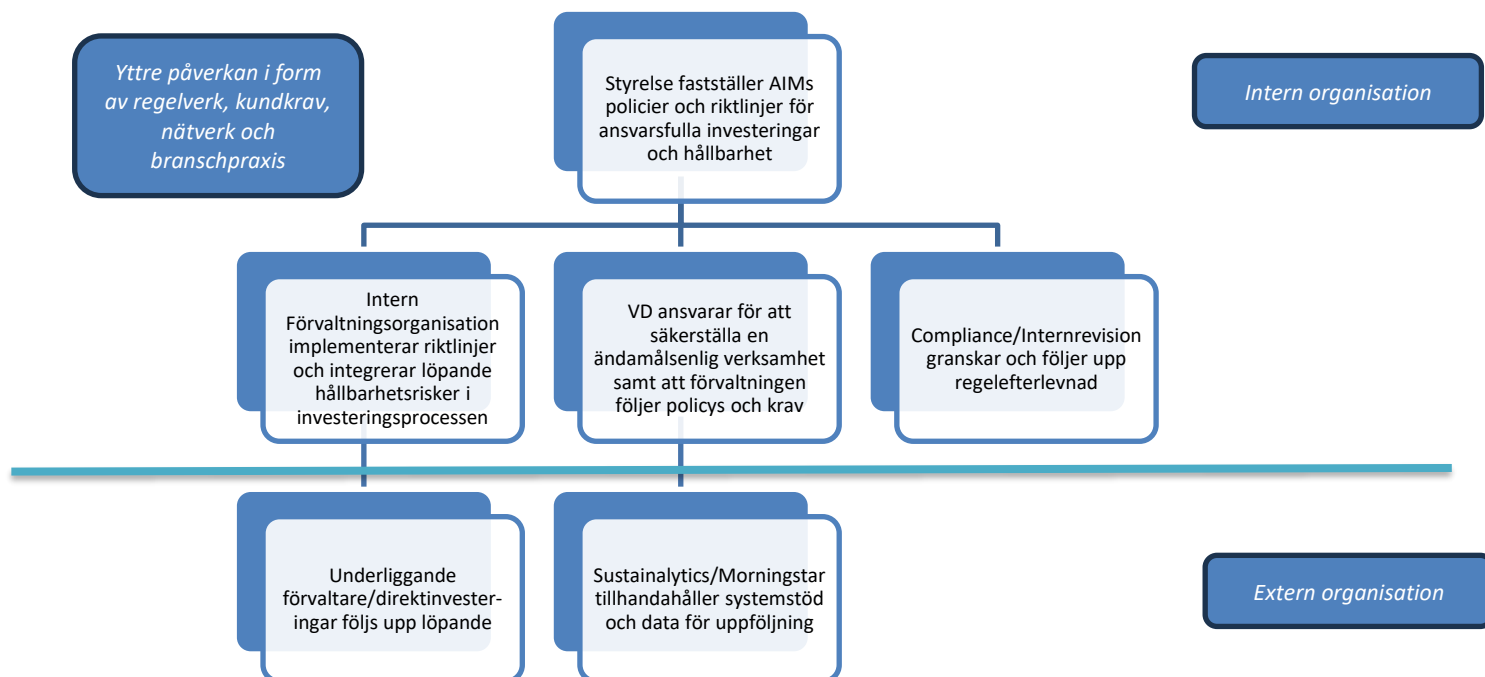 Yttre påverkan i form
av regelverk, kundkrav,
nätverk och
branschpraxis
Styrelse fastställer AIMs
policier och riktlinjer för
ansvarsfulla investeringar
och hållbarhet
Intern organisation
Intern
Förvaltningsorganisation
implementerar riktlinjer
och integrerar löpande
hållbarhetsrisker i
investeringsprocessen
VD ansvarar för att
säkerställa en
ändamålsenlig verksamhet
samt att förvaltningen
följer policys och krav
Compliance/Internrevision
granskar och följer upp
regelefterlevnad
Underliggande
förvaltare/direktinvester-
ingar följs upp löpande
Sustainalytics/Morningstar
tillhandahåller systemstöd
och data för uppföljning
Extern organisation